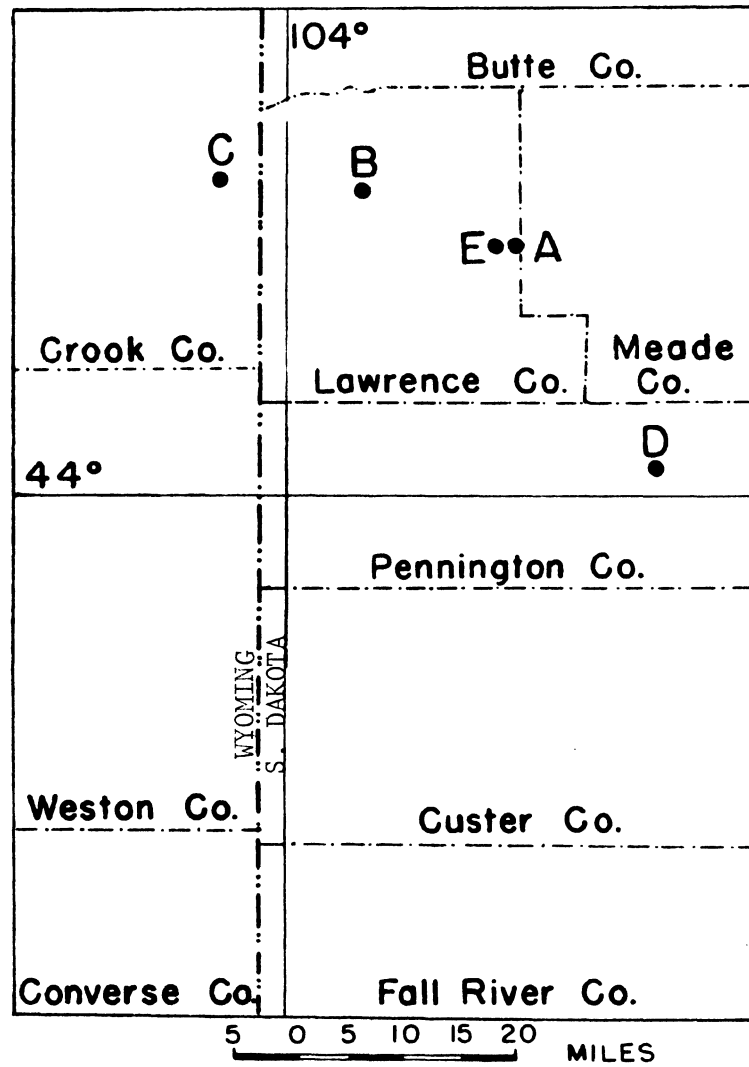 104°
Butte Co.
C
B
E A
Crook Co.
Meade
Co.
Lawrence Co.
D
44°
Pennington Co.
WYOMING
S. DAKOTA
Weston Co.
Custer Co.
Converse Co.
Fall River Co.
5 0 5 10 15 20
MILES